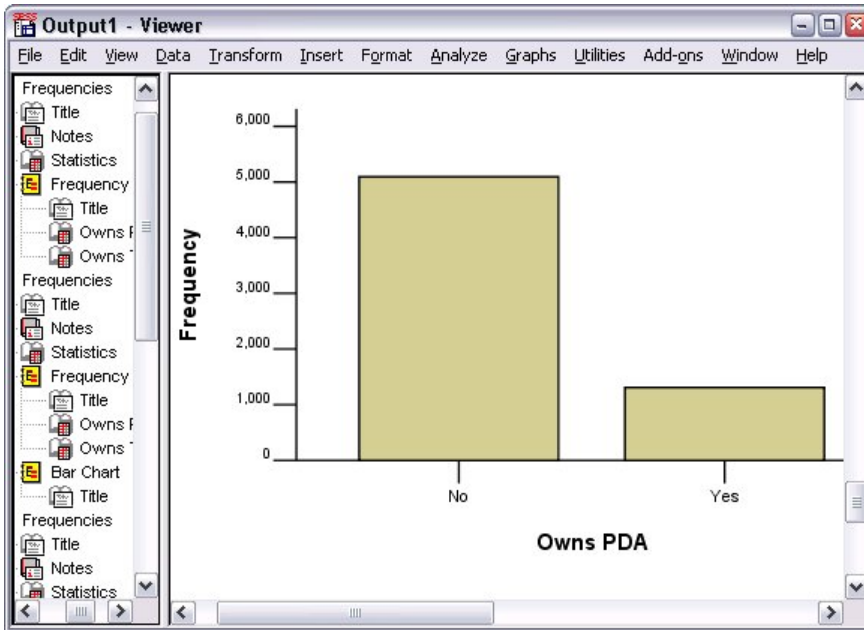 Output1 - Viewer
File Edit View Data Transform Insert Format Analyze Graphs Utilities Add-ons Window Help
Frequencies
Title
Notes
Statistics
Frequency
Title
Owns
Owns
Frequencies
Title
Notes
Statistics
Frequency
Title
Owns
Owns
Bar Chart
Title
Frequencies
Title
Notes
Statistics
Frequency
6,000
5,000
4,000
3,000
2,000
1,000
0
No Yes
Owns PDA